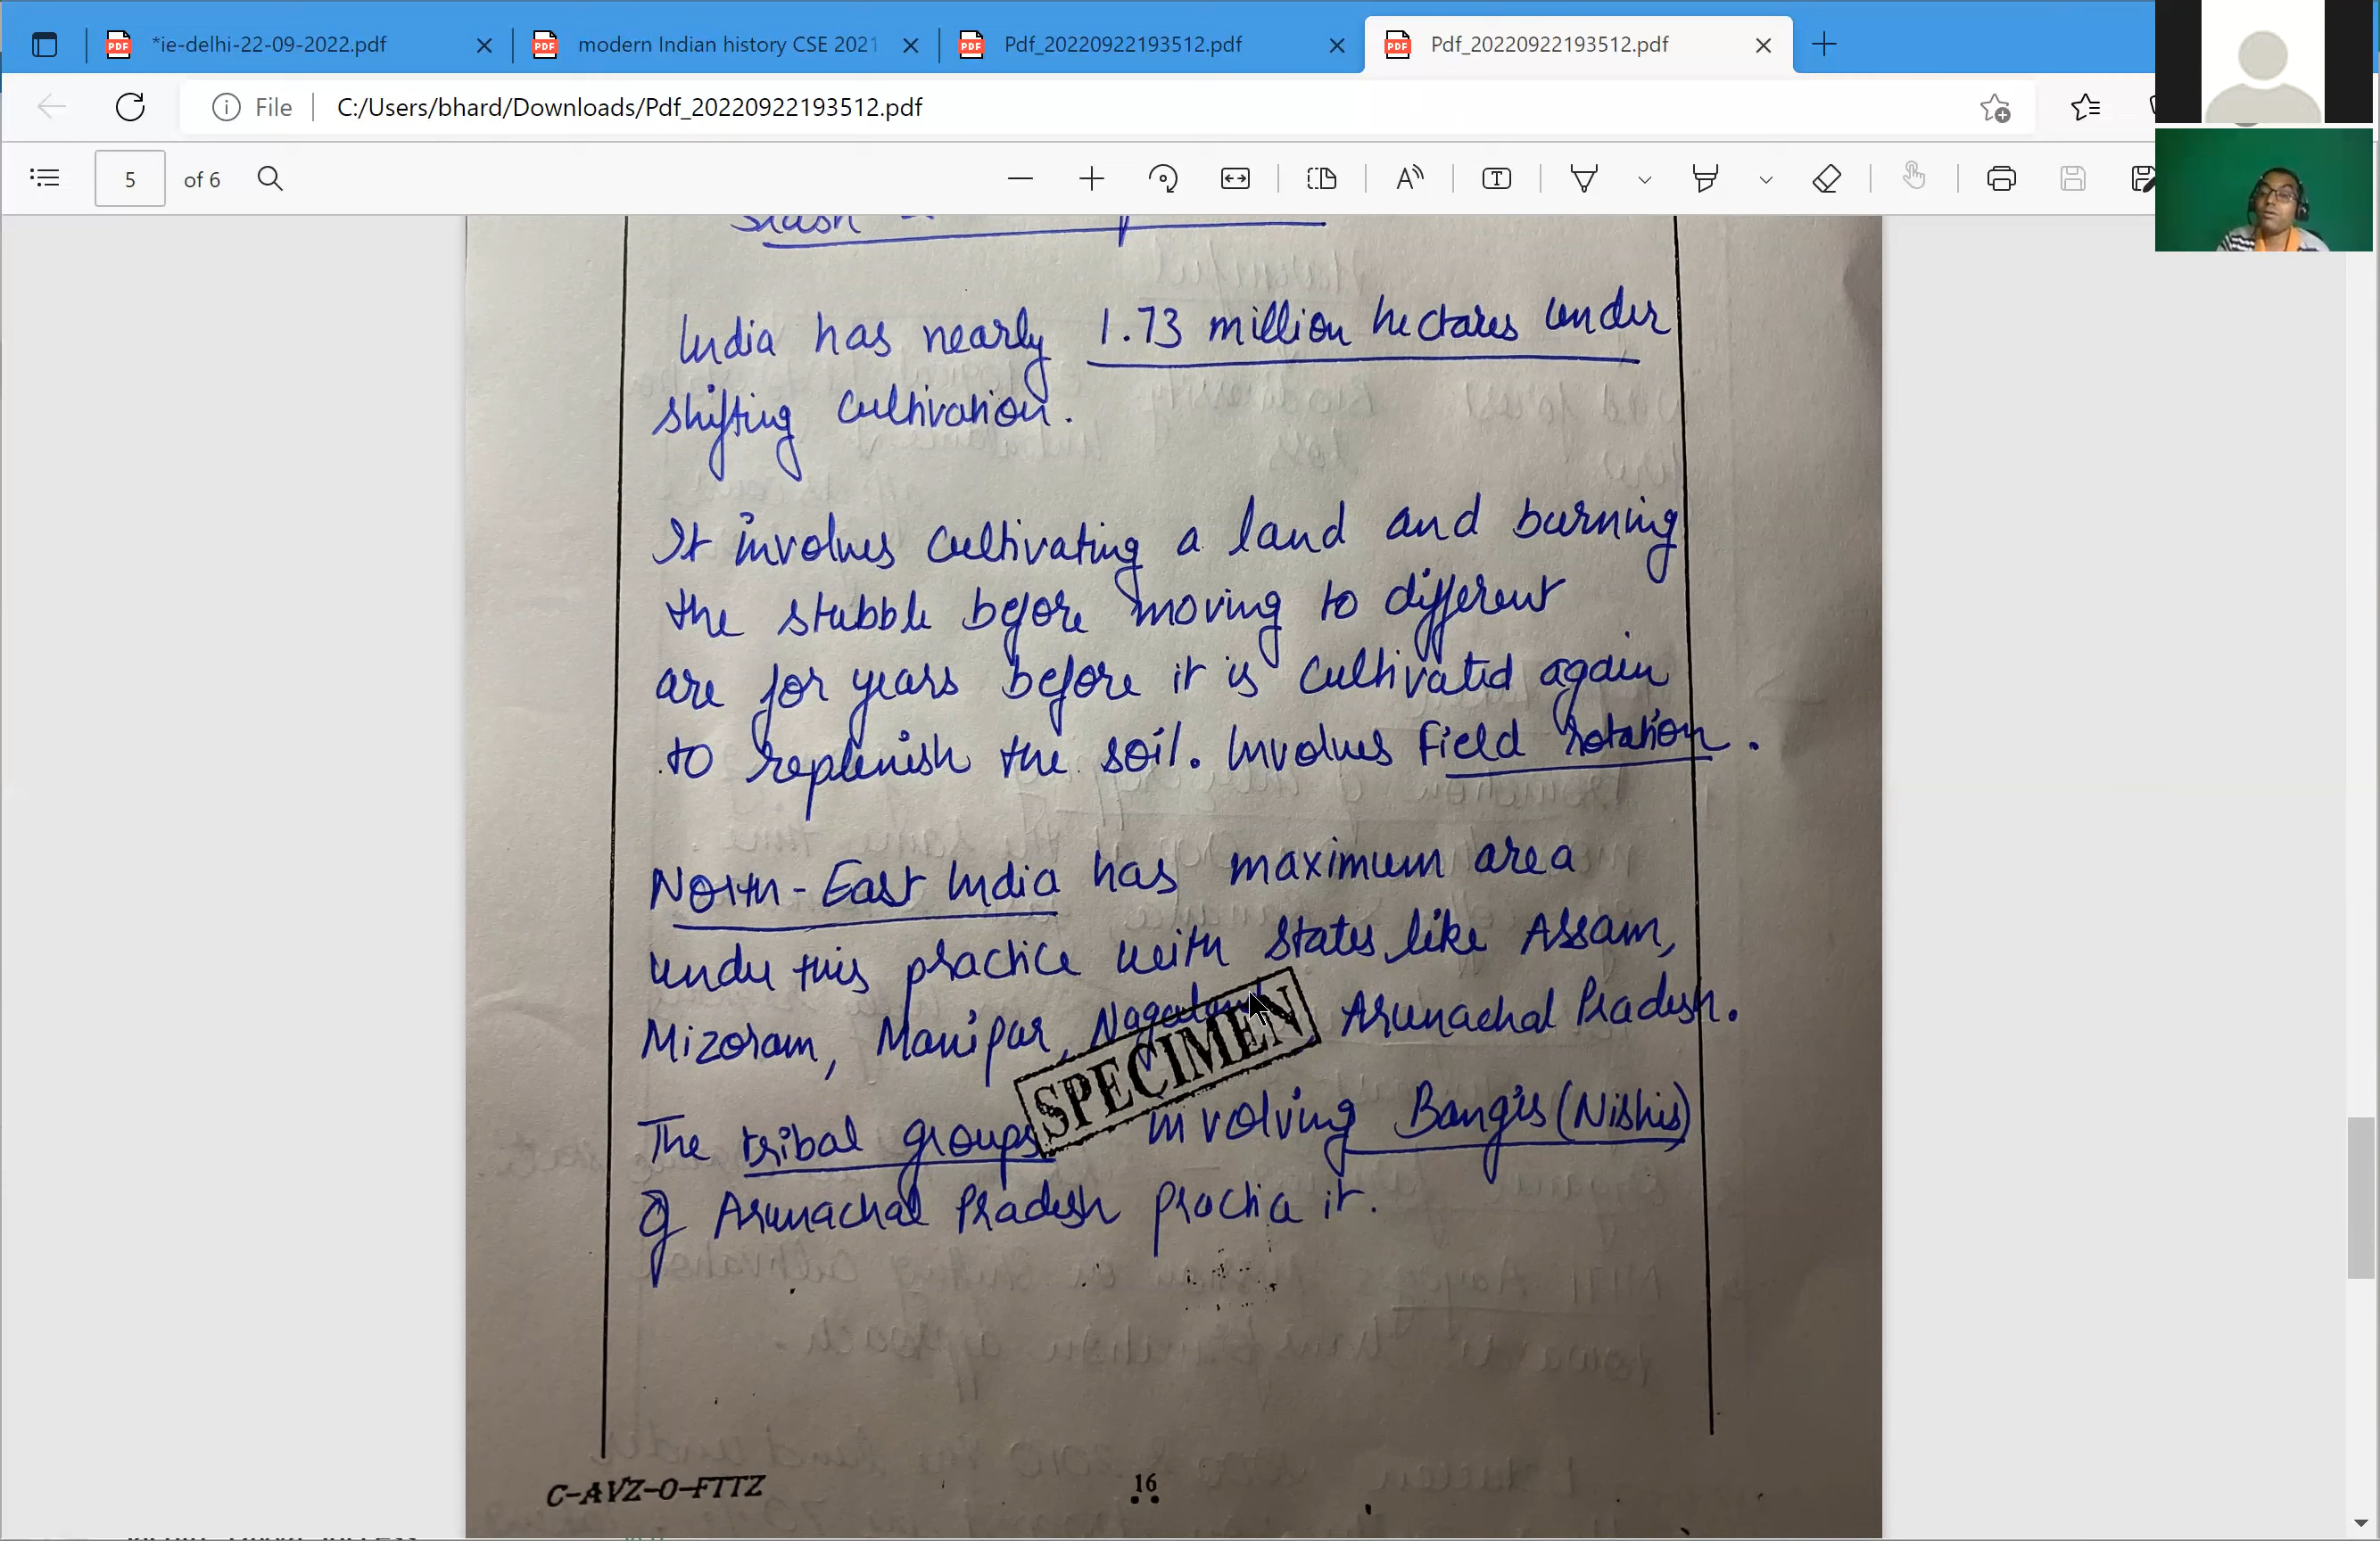 *ie-delhi-22-09-2022.pdf
modern Indian history CSE 2021
Pdf_20220922193512.pdf
Pdf_20220922193512.pdf
File
C:/Users/bhard/Downloads/Pdf_20220922193512.pdf
5 of 6
Slash
India has nearly 1.73 million hectares under
shifting cultivation.
It involves cultivating a land and burning
the stubble before moving to different
are for years before it is cultivated again
to replenish the soil. Involves field rotation.
North-East India has maximum area
under this practice with states like Assam,
Mizoram, Manipur, Nagaland Arunachal Pradesh.
SPECIMEN
The tribal groups involving Bangis (Nishis)
of Arunachal Pradesh practice it.
C-AVZ-O-FTTZ
16